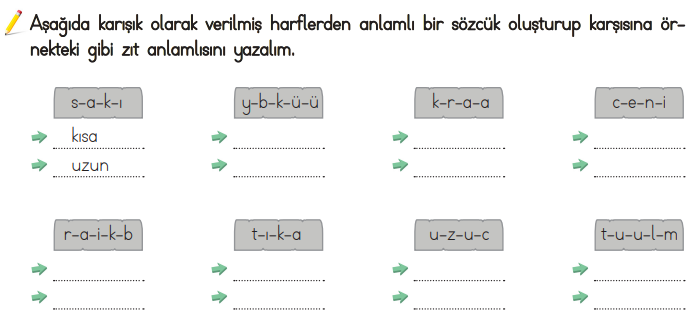 Aşağıda karışık olarak verilmiş harflerden anlamlı bir sözcük oluşturup karşısına ör-
nekteki gibi zıt anlamlısını yazalım.
s-a-k-ı
y-b-k-ü-ü
k-r-a-a
c-e-n-i
kısa
uzun
r-a-i-k-b
t-ı-k-a
u-z-u-c
t-u-u-l-m